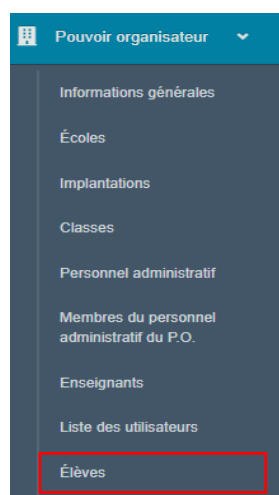 Pouvoir organisateur
Informations générales
Écoles
Implantations
Classes
Personnel administratif
Membres du personnel
administratif du P.O.
Enseignants
Liste des utilisateurs
Élèves